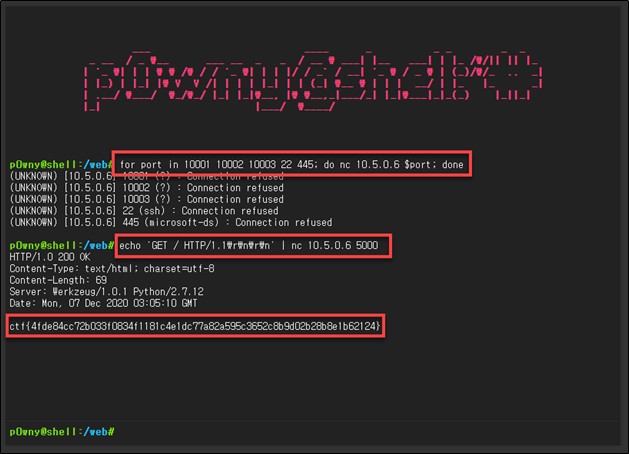 p0wny@shell:~#
p0wny@shell:/web# for port in 10001 10002 10003 22 445; do nc 10.5.0.6 $port; done
(UNKNOWN) [10.5.0.6] 10001 (?) : Connection refused
(UNKNOWN) [10.5.0.6] 10002 (?) : Connection refused
(UNKNOWN) [10.5.0.6] 10003 (?) : Connection refused
(UNKNOWN) [10.5.0.6] 22 (ssh) : Connection refused
(UNKNOWN) [10.5.0.6] 445 (microsoft-ds) : Connection refused
p0wny@shell:/web# echo 'GET / HTTP/1.1₩r₩n₩r₩n' | nc 10.5.0.6 5000
HTTP/1.0 200 OK
Content-Type: text/html; charset=utf-8
Content-Length: 69
Server: Werkzeug/1.0.1 Python/2.7.12
Date: Mon, 07 Dec 2020 03:05:10 GMT
ctf{4fde84cc72b033f0834f1181c4e1dc77a82a595c3652c8b9d02b28b8e1b62124}
p0wny@shell:/web#